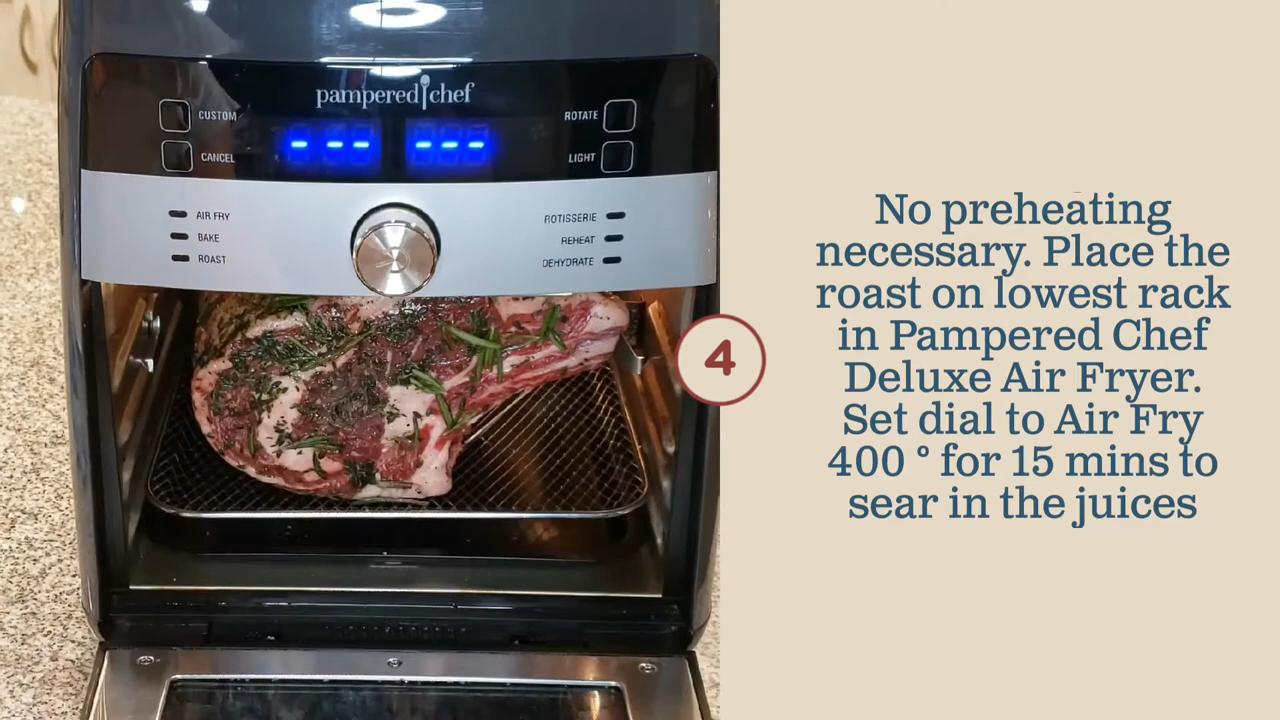 pampered chef
CUSTOM
CANCEL
--- ---
ROTATE
LIGHT
AIR FRY
BAKE
ROAST
ROTISSERIE
REHEAT
DEHYDRATE
4
No preheating
necessary. Place the
roast on lowest rack
in Pampered Chef
Deluxe Air Fryer.
Set dial to Air Fry
400 ° for 15 mins to
sear in the juices